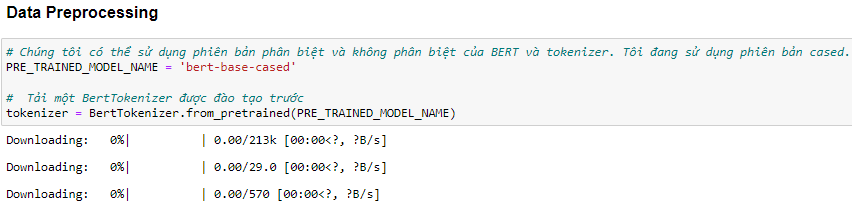 Data Preprocessing
# Chúng tôi có thể sử dụng phiên bản phân biệt và không phân biệt của BERT và tokenizer. Tôi đang sử dụng phiên bản cased.
PRE_TRAINED_MODEL_NAME = 'bert-base-cased'
#  Tải một BertTokenizer được đào tạo trước
tokenizer = BertTokenizer.from_pretrained(PRE_TRAINED_MODEL_NAME)
Downloading:   0%|          | 0.00/213k [00:00<?, ?B/s]
Downloading:   0%|          | 0.00/29.0 [00:00<?, ?B/s]
Downloading:   0%|          | 0.00/570 [00:00<?, ?B/s]